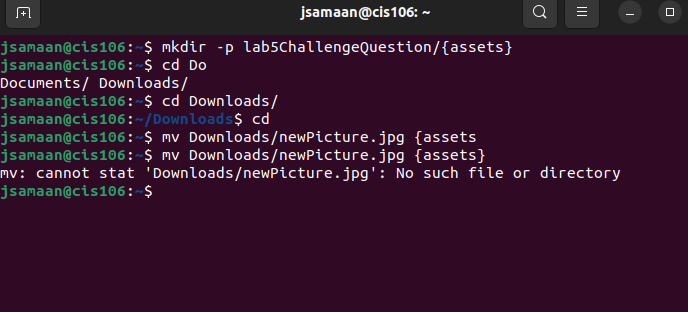 jsamaan@cis106: ~
jsamaan@cis106:~$ mkdir -p lab5ChallengeQuestion/{assets}
jsamaan@cis106:~$ cd Do
Documents/ Downloads/
jsamaan@cis106:~$ cd Downloads/
jsamaan@cis106:~/Downloads$ cd
jsamaan@cis106:~$ mv Downloads/newPicture.jpg {assets
jsamaan@cis106:~$ mv Downloads/newPicture.jpg {assets}
mv: cannot stat 'Downloads/newPicture.jpg': No such file or directory
jsamaan@cis106:~$